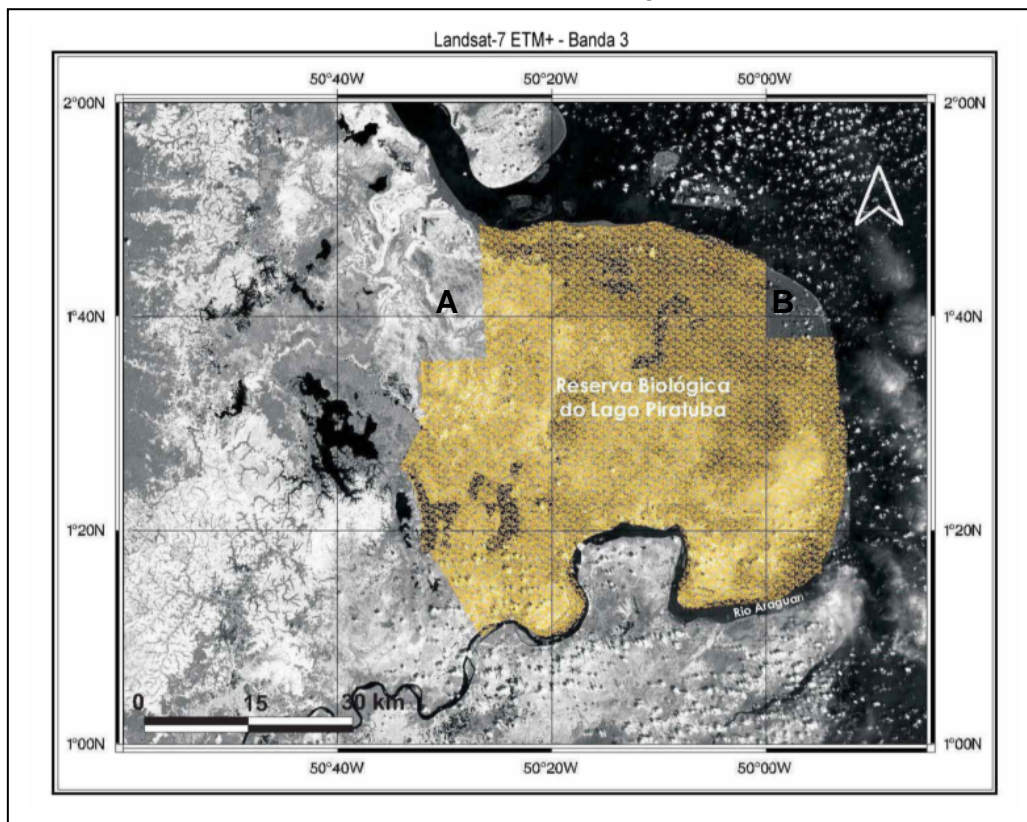 Landsat-7 ETM+ - Banda 3
50°40W 50°20W 50°00W
2°00N 2°00N
A B
1°40N 1°40N
Reserva Biológica
do Lago Piratuba
1°20N 1°20N
Rio Araguari
0 15 30 km
1°00N 1°00N
50°40W 50°20W 50°00W